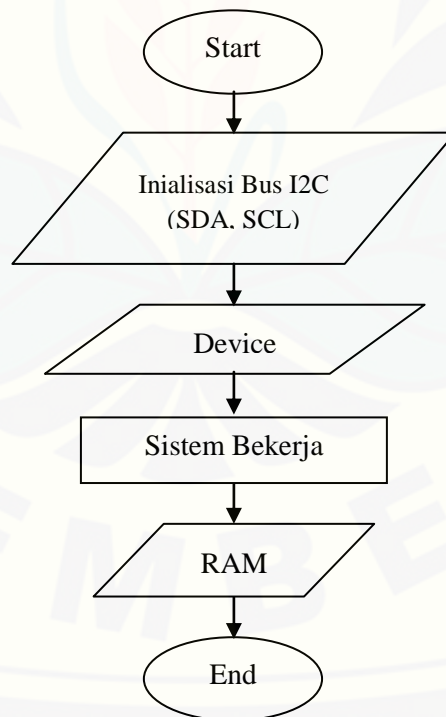 Start
Inialisasi Bus I2C
(SDA, SCL)
Device
Sistem Bekerja
RAM
End